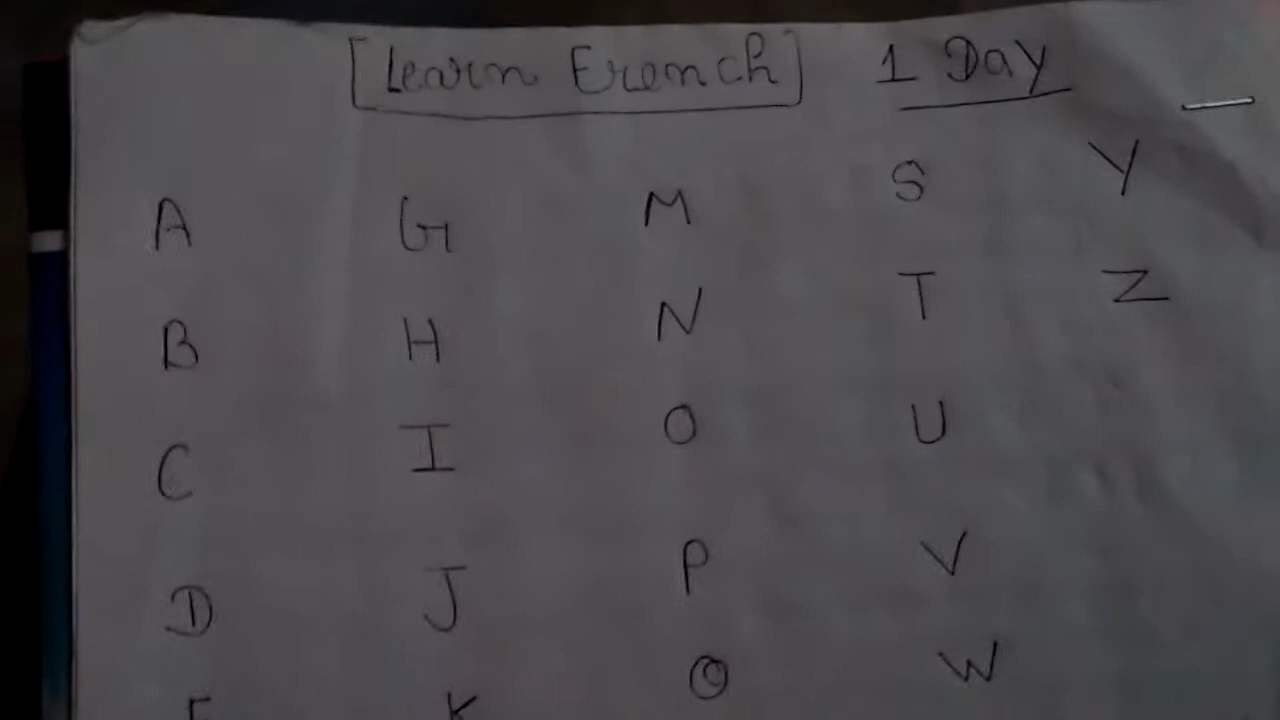 [Learn French] 1 Day
A G M S Y
B H N T Z
C I O U
D J P V
K Q W